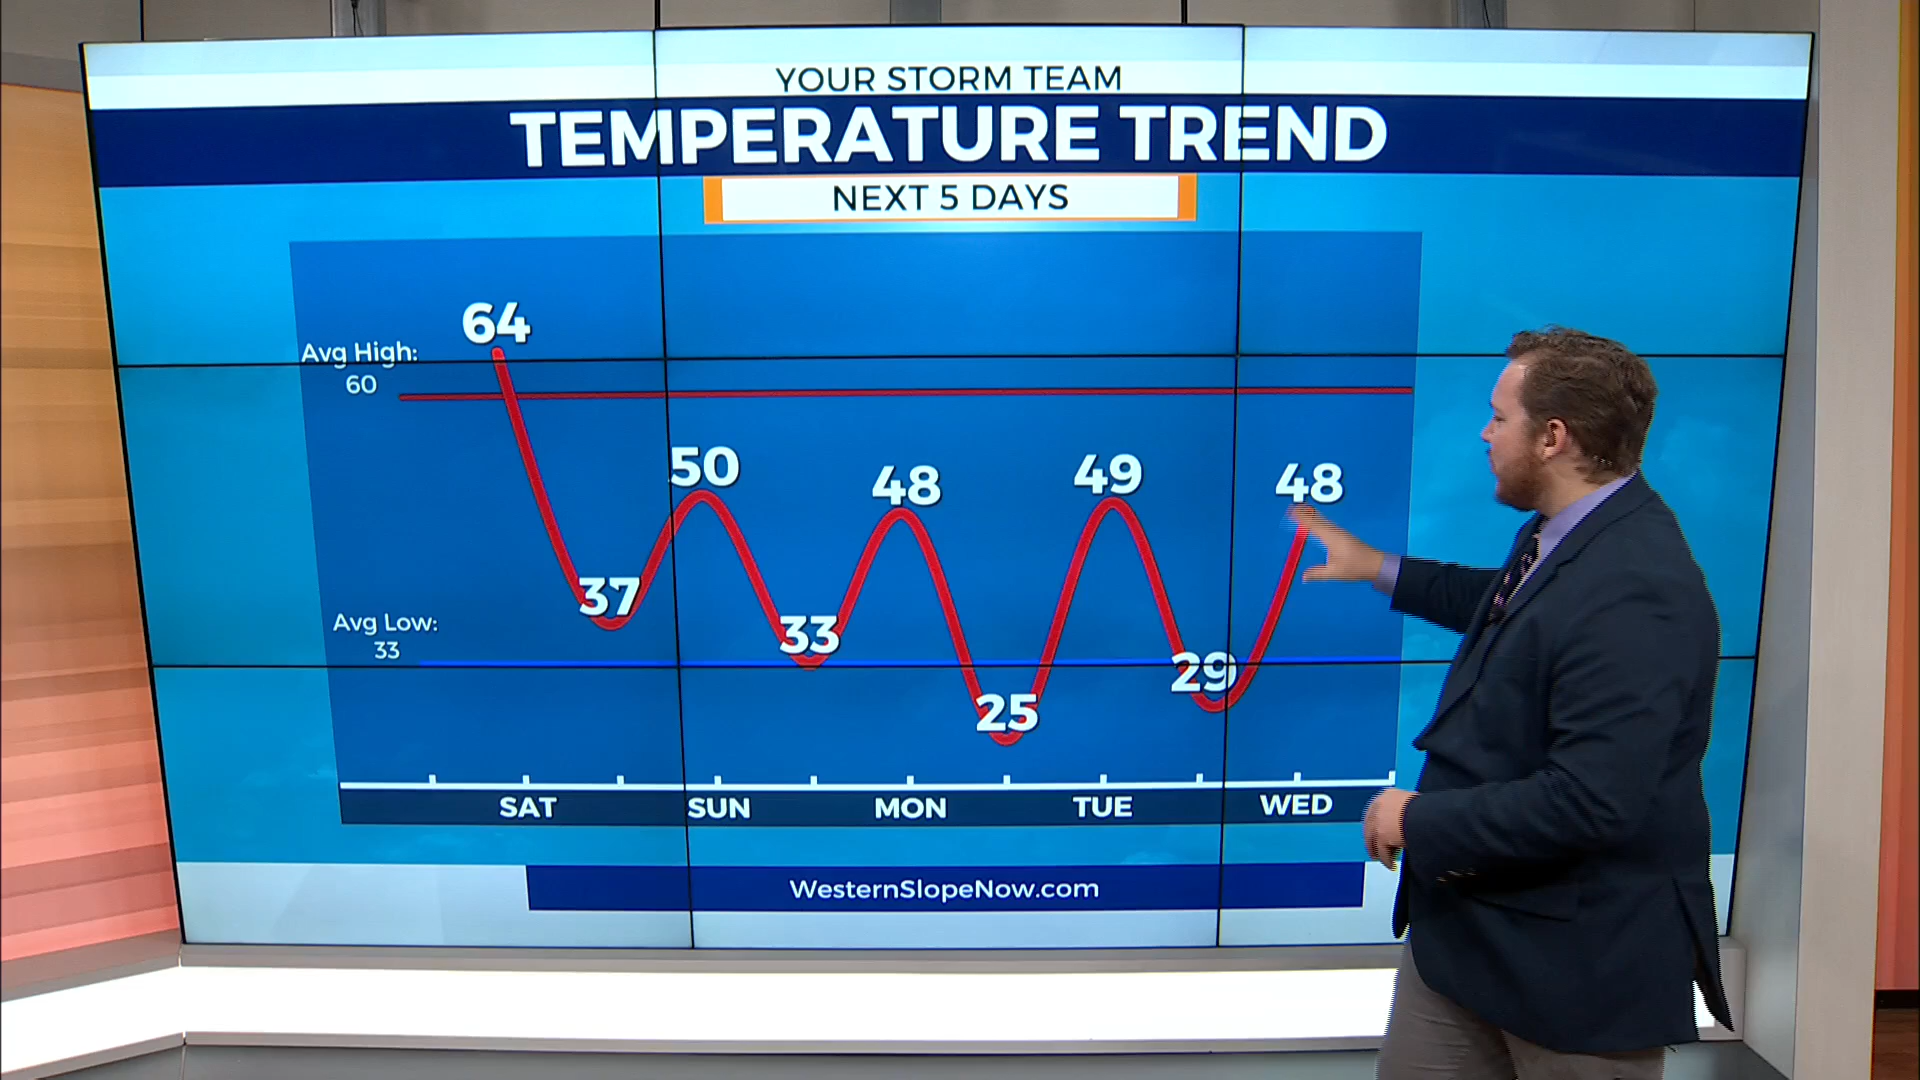 YOUR STORM TEAM
TEMPERATURE TREND
NEXT 5 DAYS
64
Avg High:
60
50
48
49
48
37
33
Avg Low:
33
29
25
SAT SUN MON TUE WED
WesternSlopeNow.com